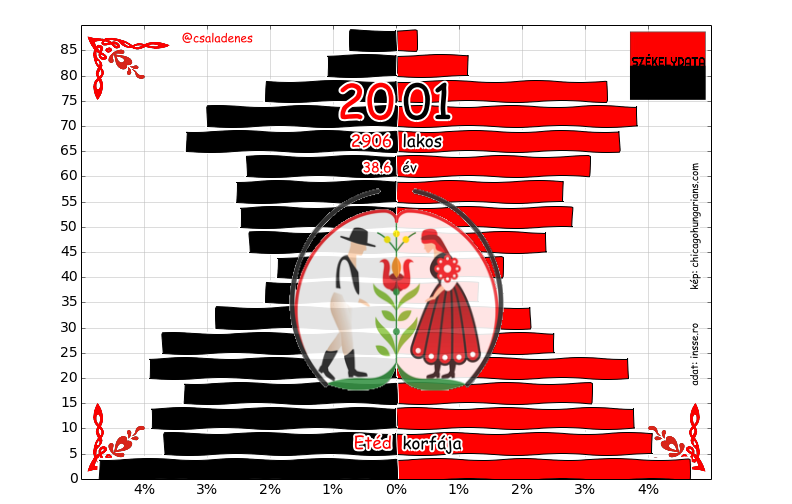 @csaladenes
SZÉKELYDATA
2001
2906 lakos
38.6 év
kép: chicagohungarians.com
adat: insse.ro
Etéd korfája
85
80
75
70
65
60
55
50
45
40
35
30
25
20
15
10
5
0
4% 3% 2% 1% 0% 1% 2% 3% 4%